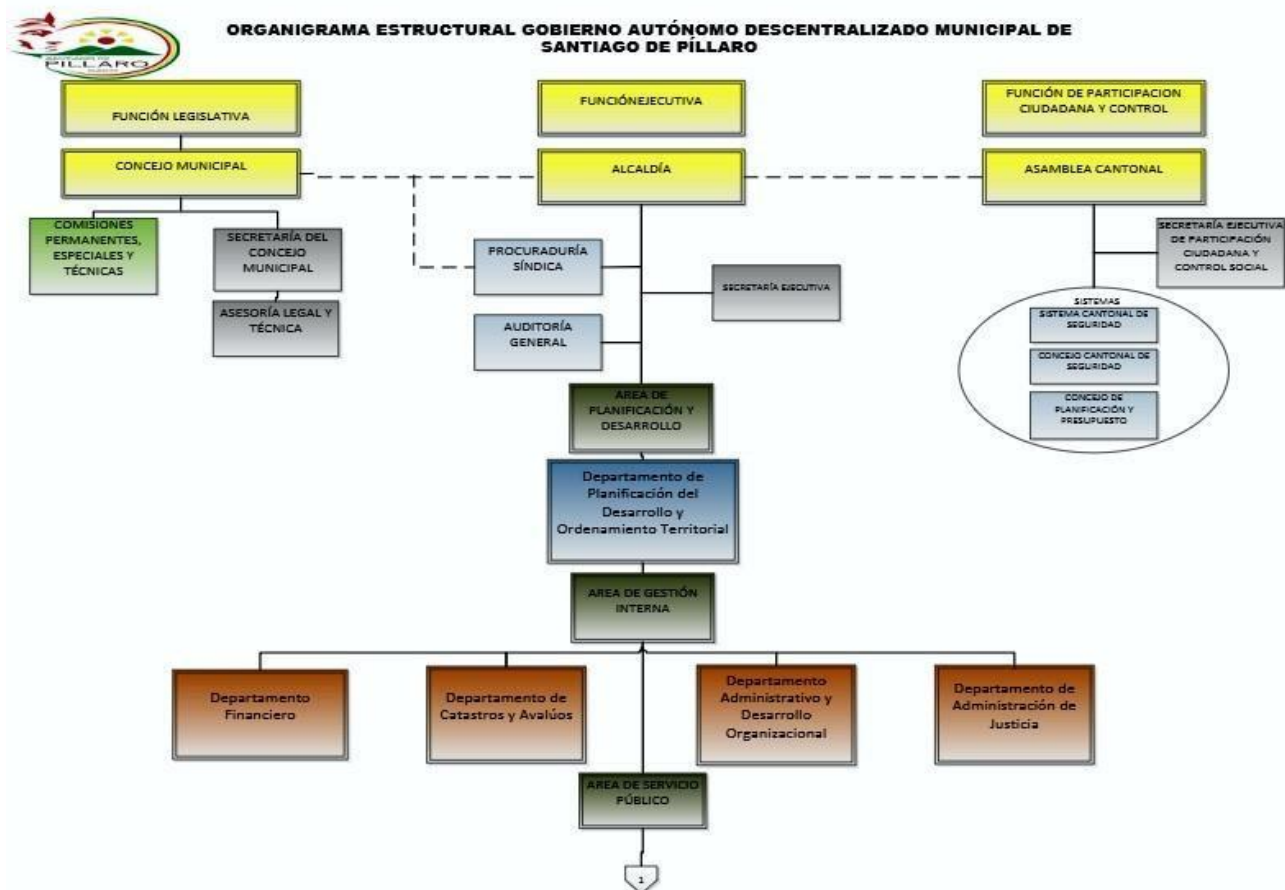 ORGANIGRAMA ESTRUCTURAL GOBIERNO AUTÓNOMO DESCENTRALIZADO MUNICIPAL DE
SANTIAGO DE PÍLLARO
PILLARO
FUNCIÓN LEGISLATIVA
FUNCIÓNEJECUTIVA
FUNCIÓN DE PARTICIPACION
CIUDADANA Y CONTROL
CONCEJO MUNICIPAL
ALCALDÍA
ASAMBLEA CANTONAL
COMISIONES
PERMANENTES,
ESPECIALES Y
TÉCNICAS
SECRETARÍA DEL
CONCEJO
MUNICIPAL
ASESORÍA LEGAL Y
TÉCNICA
PROCURADURÍA
SÍNDICA
SECRETARÍA EJECUTIVA
AUDITORÍA
GENERAL
SECRETARÍA EJECUTIVA
DE PARTICIPACIÓN
CIUDADANA Y
CONTROL SOCIAL
SISTEMAS
SISTEMA CANTONAL DE
SEGURIDAD
CONCEJO CANTONAL DE
SEGURIDAD
CONCEJO DE
PLANIFICACIÓN Y
PRESUPUESTO
AREA DE
PLANIFICACIÓN Y
DESARROLLO
Departamento de
Planificación del
Desarrollo y
Ordenamiento Territorial
AREA DE GESTIÓN
INTERNA
Departamento
Financiero
Departamento de
Catastros y Avalúos
Departamento
Administrativo y
Desarrollo
Organizacional
Departamento de
Administración de
Justicia
AREA DE SERVICIO
PÚBLICO
1